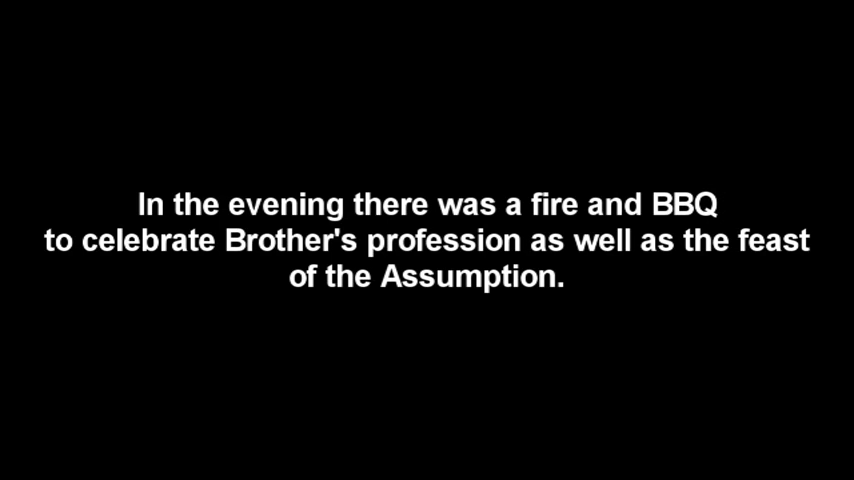 In the evening there was a fire and BBQ
to celebrate Brother's profession as well as the feast
of the Assumption.